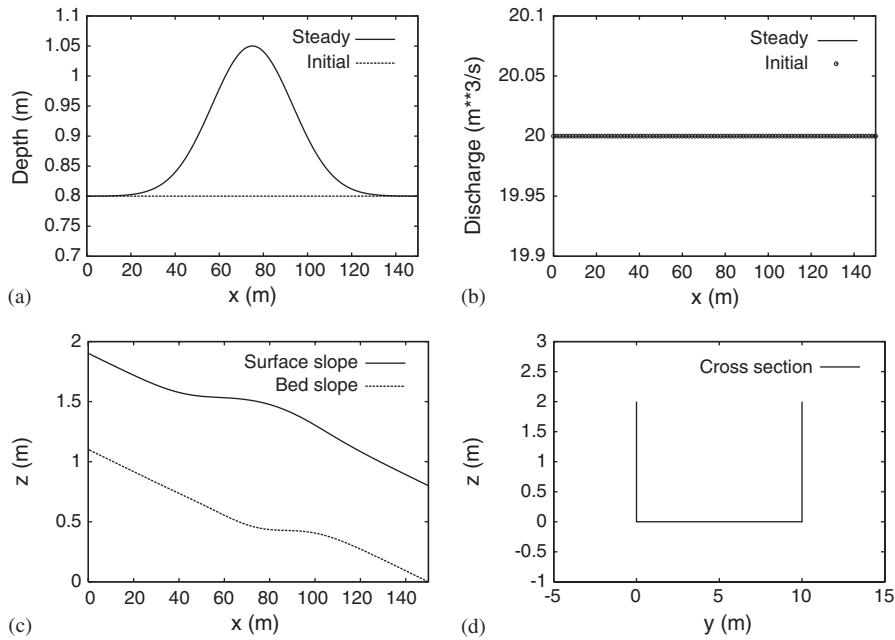 1.1
1.05
1
0.95
0.9
0.85
0.8
0.75
0.7
Depth (m)
Steady
Initial
0 20 40 60 80 100 120 140
x (m)
(a)
20.1
20.05
20
19.95
19.9
Discharge (m**3/s)
Steady
Initial
0 20 40 60 80 100 120 140
x (m)
(b)
2
1.5
1
0.5
0
z (m)
Surface slope
Bed slope
0 20 40 60 80 100 120 140
x (m)
(c)
3
2.5
2
1.5
1
0.5
0
-0.5
-1
z (m)
Cross section
-5 0 5 10 15
y (m)
(d)